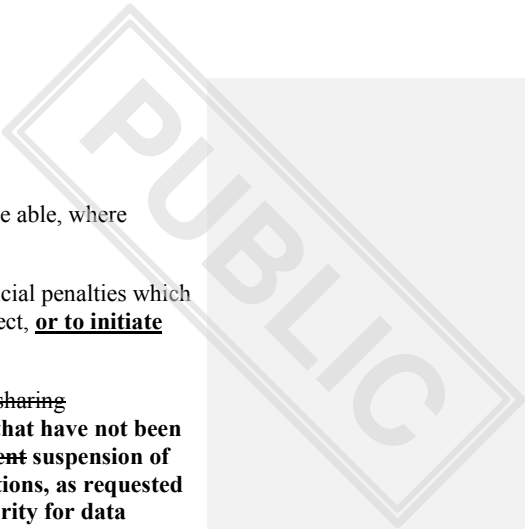 e able, where
cial penalties which
ect, or to initiate
sharing
that have not been
ent suspension of
tions, as requested
rity for data
PUBLIC